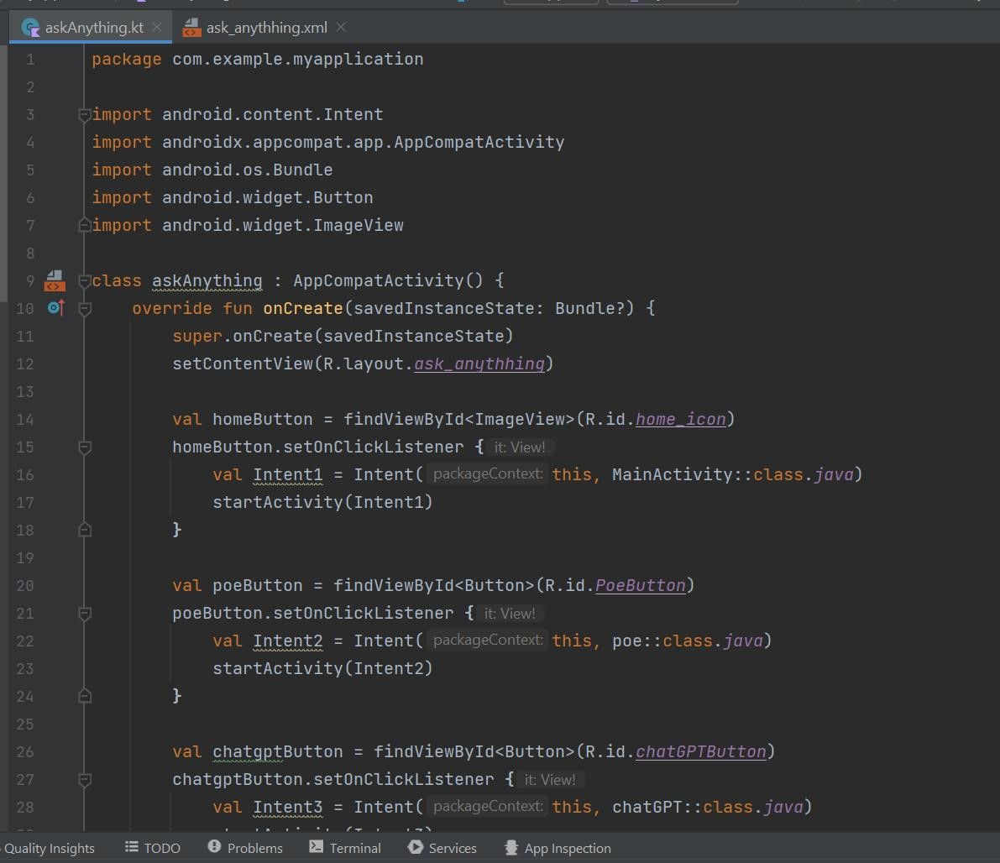 askAnything.kt ask_anythhing.xml
1 package com.example.myapplication
2
3 import android.content.Intent
4 import androidx.appcompat.app.AppCompatActivity
5 import android.os.Bundle
6 import android.widget.Button
7 import android.widget.ImageView
8
9 class askAnything : AppCompatActivity() {
10 override fun onCreate(savedInstanceState: Bundle?) {
11 super.onCreate(savedInstanceState)
12 setContentView(R.layout.ask_anythhing)
13
14 val homeButton = findViewById<ImageView>(R.id.home_icon)
15 homeButton.setOnClickListener { it: View!
16 val Intent1 = Intent( packageContext: this, MainActivity::class.java)
17 startActivity(Intent1)
18 }
19
20 val poeButton = findViewById<Button>(R.id.PoeButton)
21 poeButton.setOnClickListener { it: View!
22 val Intent2 = Intent( packageContext: this, poe::class.java)
23 startActivity(Intent2)
24 }
25
26 val chatgptButton = findViewById<Button>(R.id.chatGPTButton)
27 chatgptButton.setOnClickListener { it: View!
28 val Intent3 = Intent( packageContext: this, chatGPT::class.java)
Quality Insights TODO Problems Terminal Services App Inspection